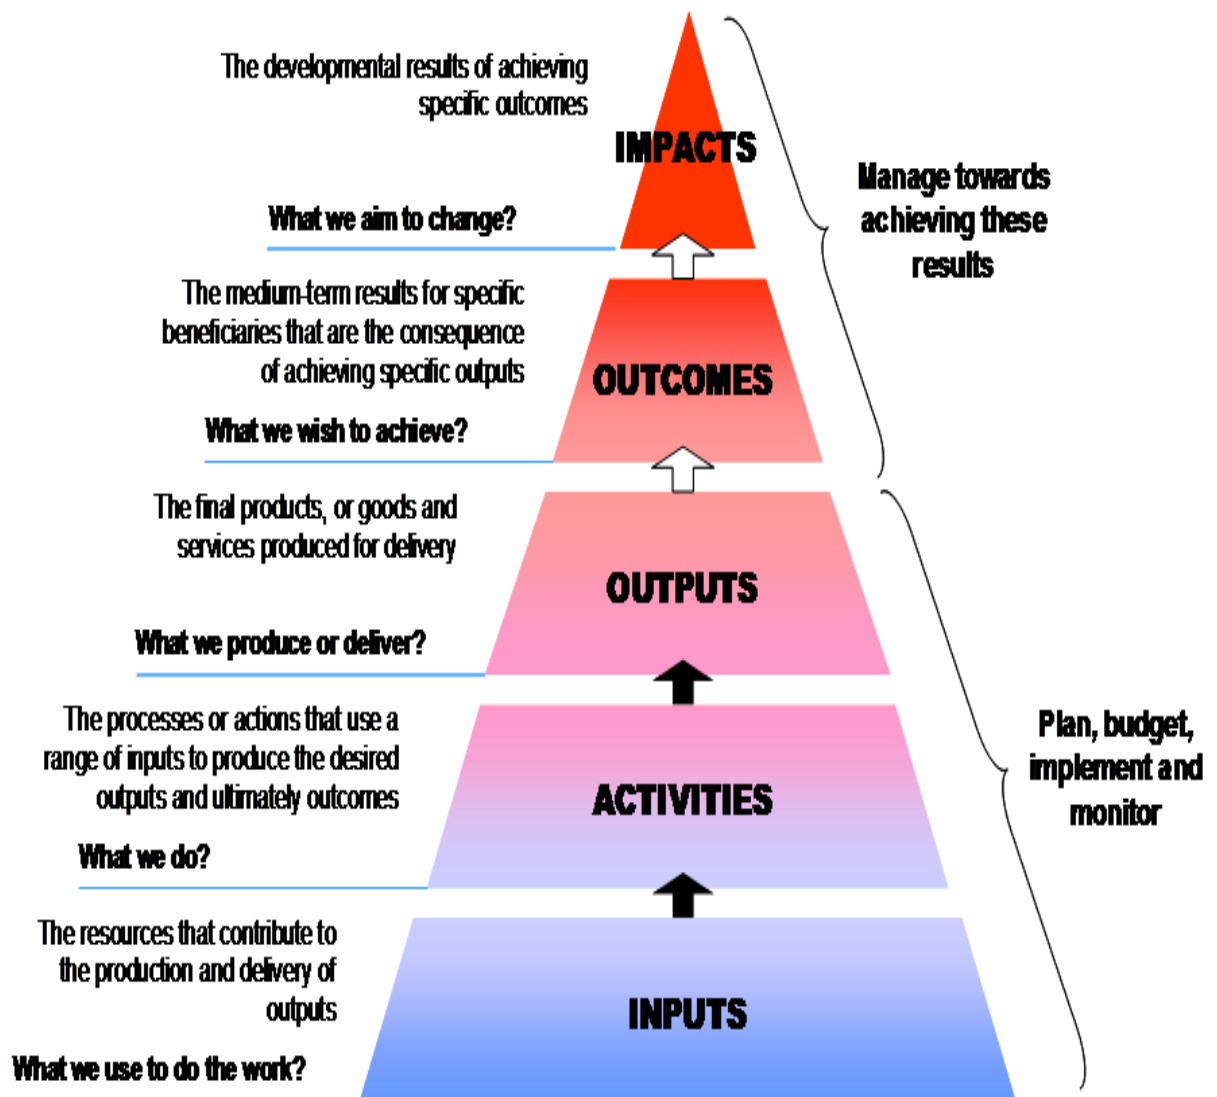 The developmental results of achieving
specific outcomes
IMPACTS
What we aim to change?
Manage towards
achieving these
results
The medium-term results for specific
beneficiaries that are the consequence
of achieving specific outputs
OUTCOMES
What we wish to achieve?
The final products, or goods and
services produced for delivery
OUTPUTS
What we produce or deliver?
The processes or actions that use a
range of inputs to produce the desired
outputs and ultimately outcomes
ACTIVITIES
What we do?
Plan, budget,
implement and
monitor
The resources that contribute to
the production and delivery of
outputs
INPUTS
What we use to do the work?